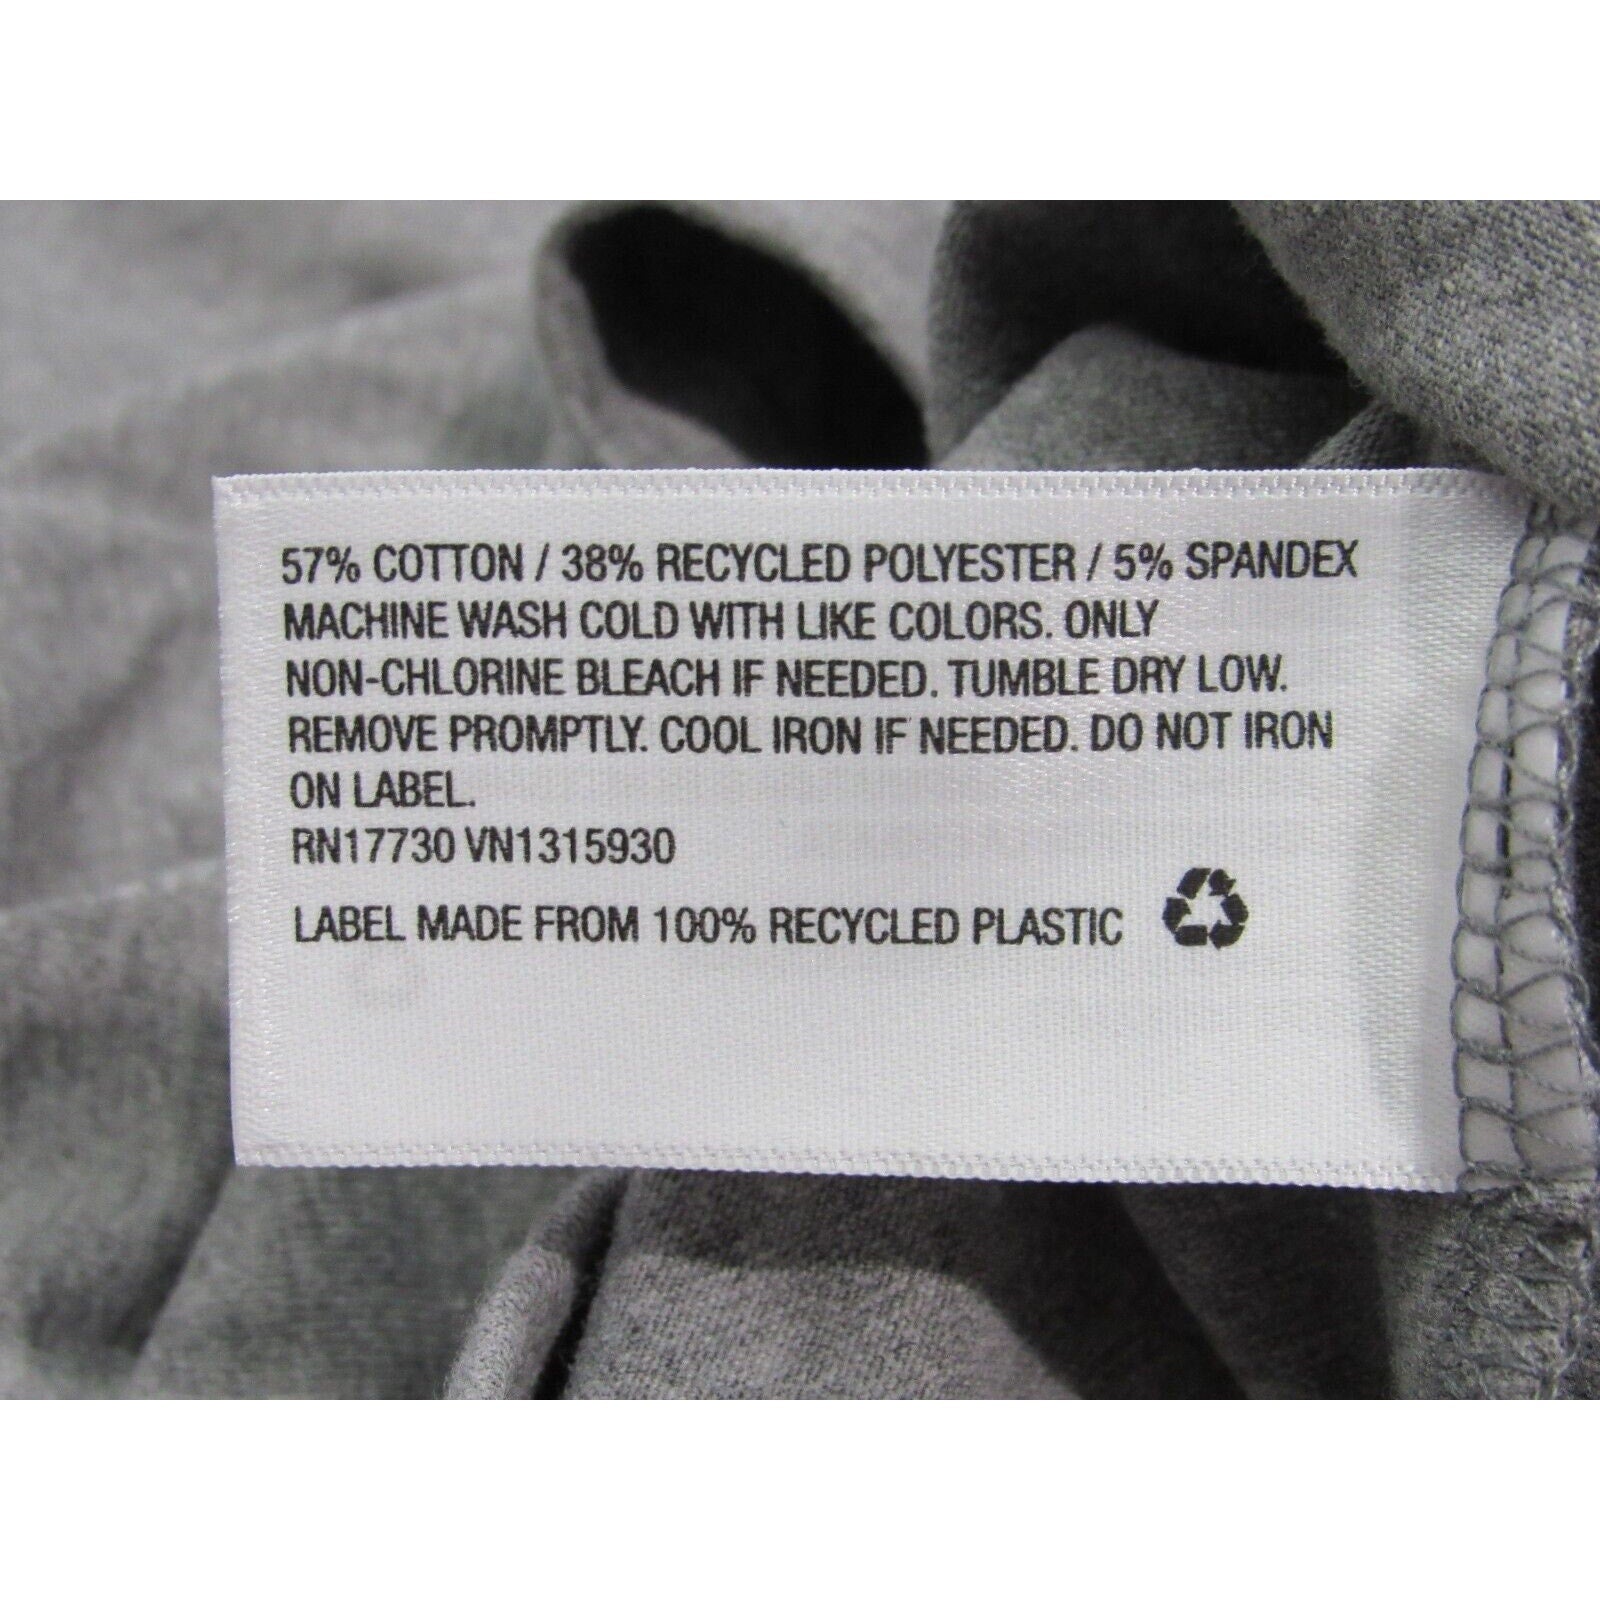 57% COTTON / 38% RECYCLED POLYESTER / 5% SPANDEX
MACHINE WASH COLD WITH LIKE COLORS. ONLY
NON-CHLORINE BLEACH IF NEEDED. TUMBLE DRY LOW.
REMOVE PROMPTLY. COOL IRON IF NEEDED. DO NOT IRON
ON LABEL.
RN17730 VN1315930
LABEL MADE FROM 100% RECYCLED PLASTIC